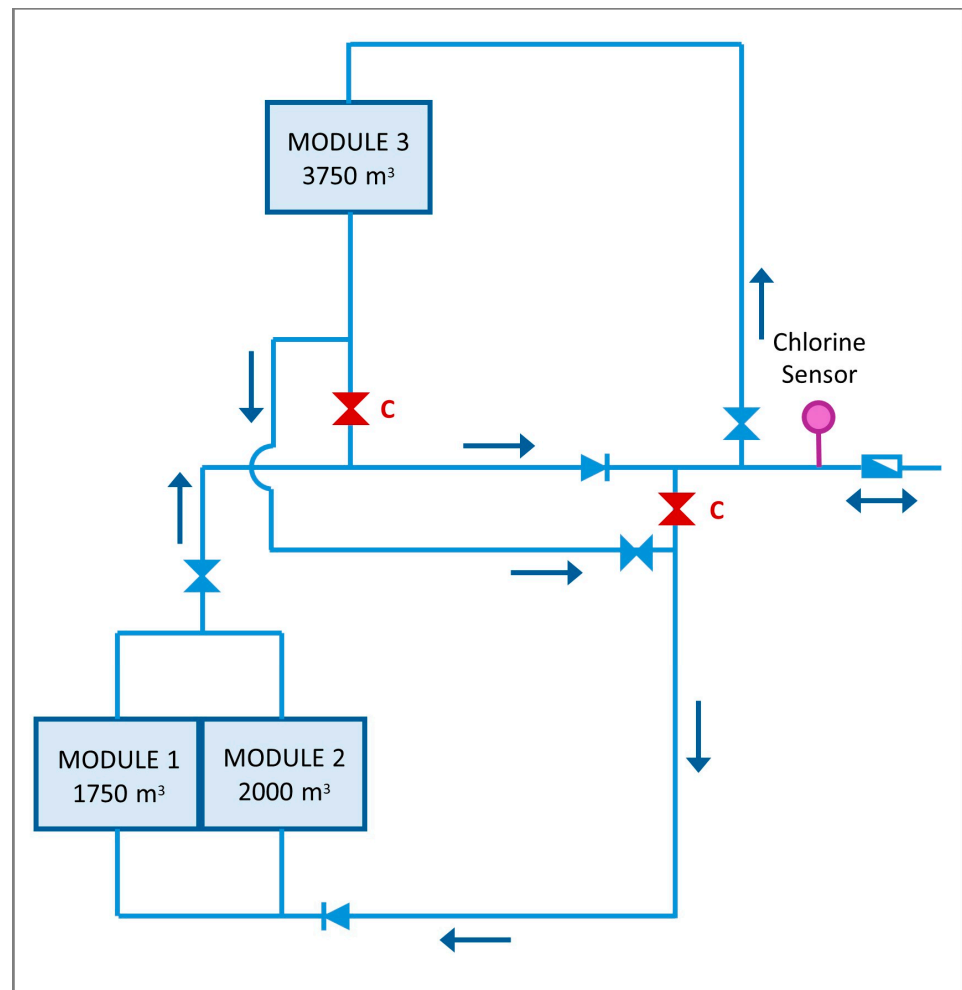 MODULE 3
3750 m³
Chlorine
Sensor
C
C
MODULE 1
1750 m³
MODULE 2
2000 m³